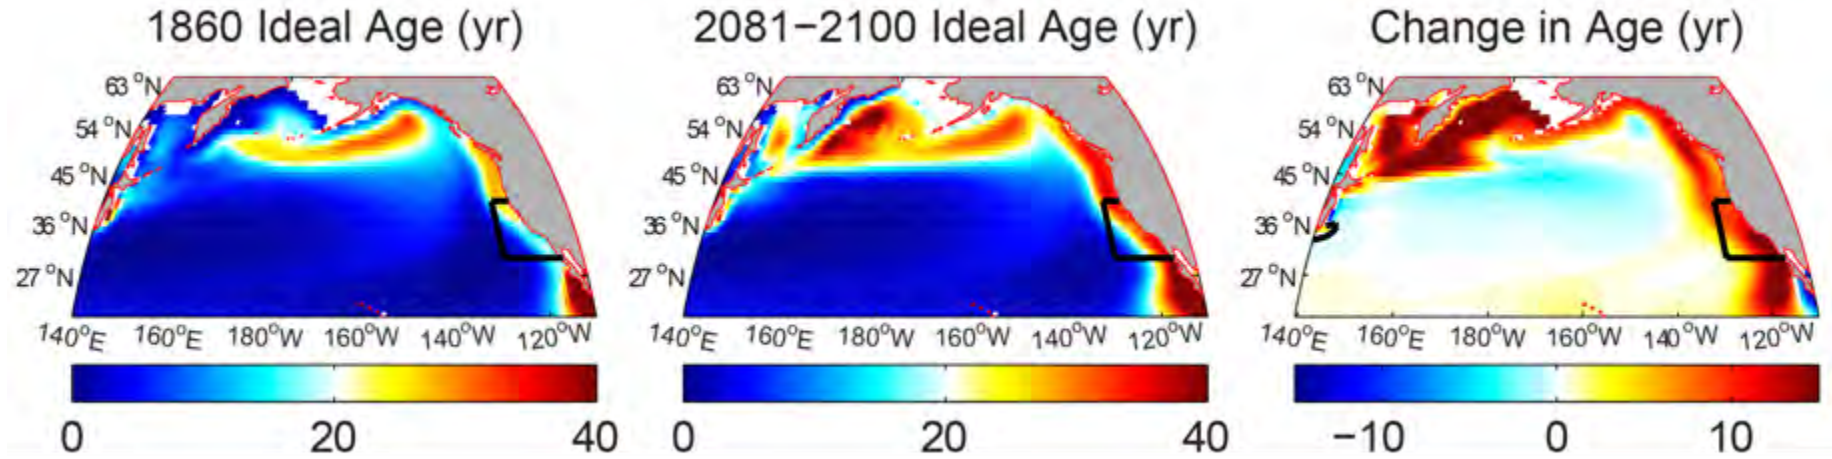 1860 Ideal Age (yr)
2081−2100 Ideal Age (yr)
Change in Age (yr)
63 °N
54 °N
45 °N
36 °N
27 °N
140°E 160°E 180°W 160°W 140°W 120°W
0 20 40
63 °N
54 °N
45 °N
36 °N
27 °N
140°E 160°E 180°W 160°W 140°W 120°W
0 20 40
63 °N
54 °N
45 °N
36 °N
27 °N
140°E 160°E 180°W 160°W 140°W 120°W
−10 0 10